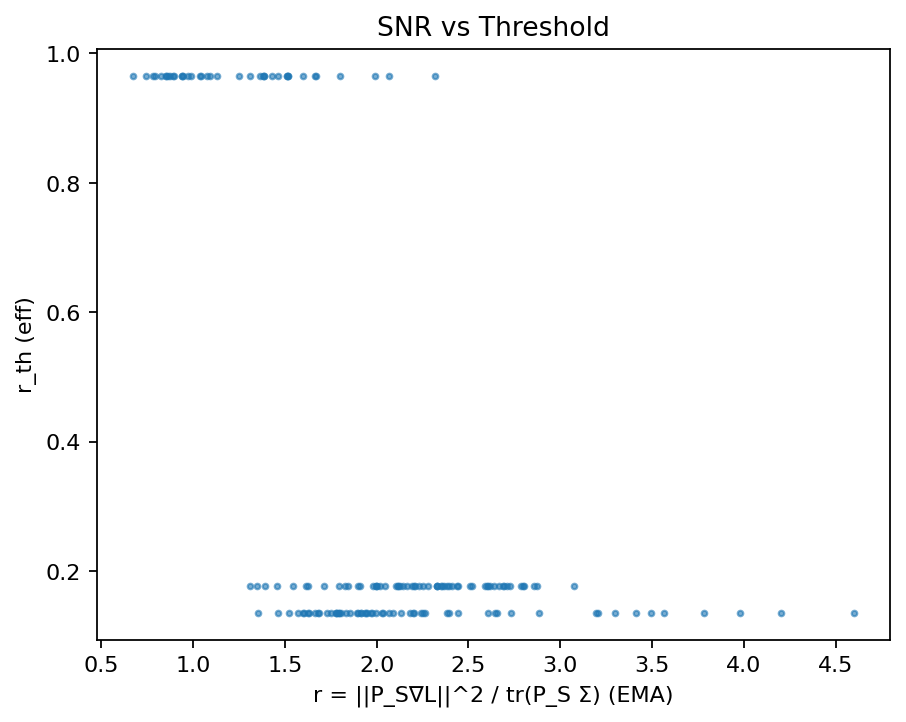 SNR vs Threshold
1.0
0.8
0.6
0.4
0.2
r_th (eff)
0.5 1.0 1.5 2.0 2.5 3.0 3.5 4.0 4.5
r = ||P_S∇L||^2 / tr(P_S Σ) (EMA)